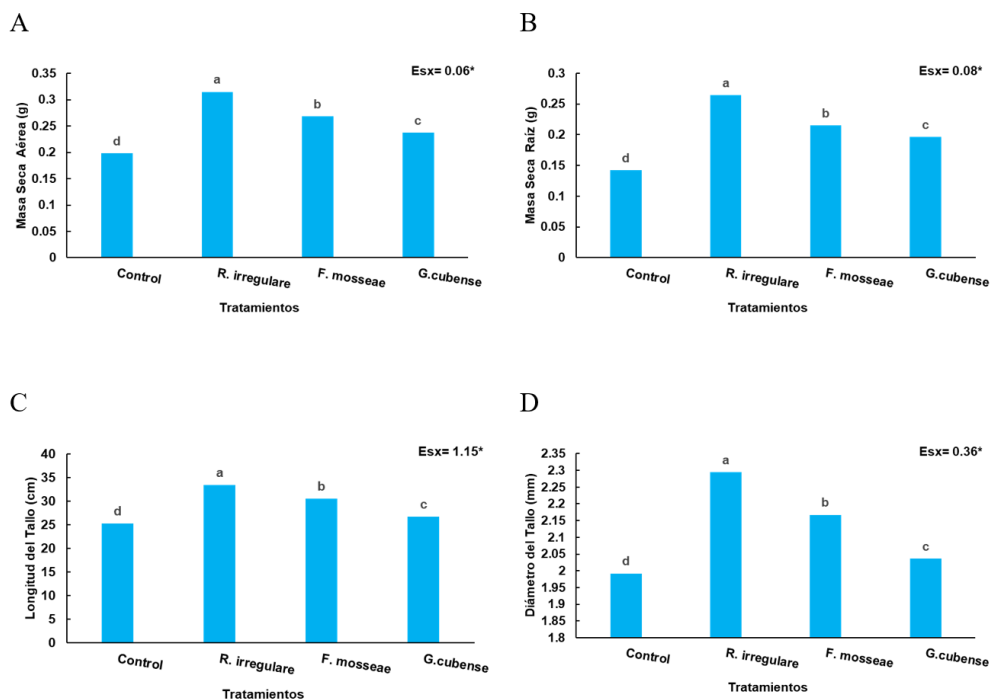 A
Esx= 0.06*
Masa Seca Aérea (g)
0.35
0.3
0.25
0.2
0.15
0.1
0.05
0
d
a
b
c
Control
R. irregulare
F. mosseae
G.cubense
Tratamientos
B
Esx= 0.08*
Masa Seca Raíz (g)
0.3
0.25
0.2
0.15
0.1
0.05
0
d
a
b
c
Control
R. irregulare
F. mosseae
G.cubense
Tratamientos
C
Esx= 1.15*
Longitud del Tallo (cm)
40
35
30
25
20
15
10
5
0
d
a
b
c
Control
R. irregulare
F. mosseae
G.cubense
Tratamientos
D
Esx= 0.36*
Diámetro del Tallo (mm)
2.35
2.3
2.25
2.2
2.15
2.1
2.05
2
1.95
1.9
1.85
1.8
d
a
b
c
Control
R. irregulare
F. mosseae
G.cubense
Tratamientos